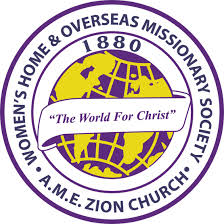 WOMEN'S HOME & OVERSEAS MISSIONARY SOCIETY
1880
"The World For Christ"
• A.M.E. ZION CHURCH •